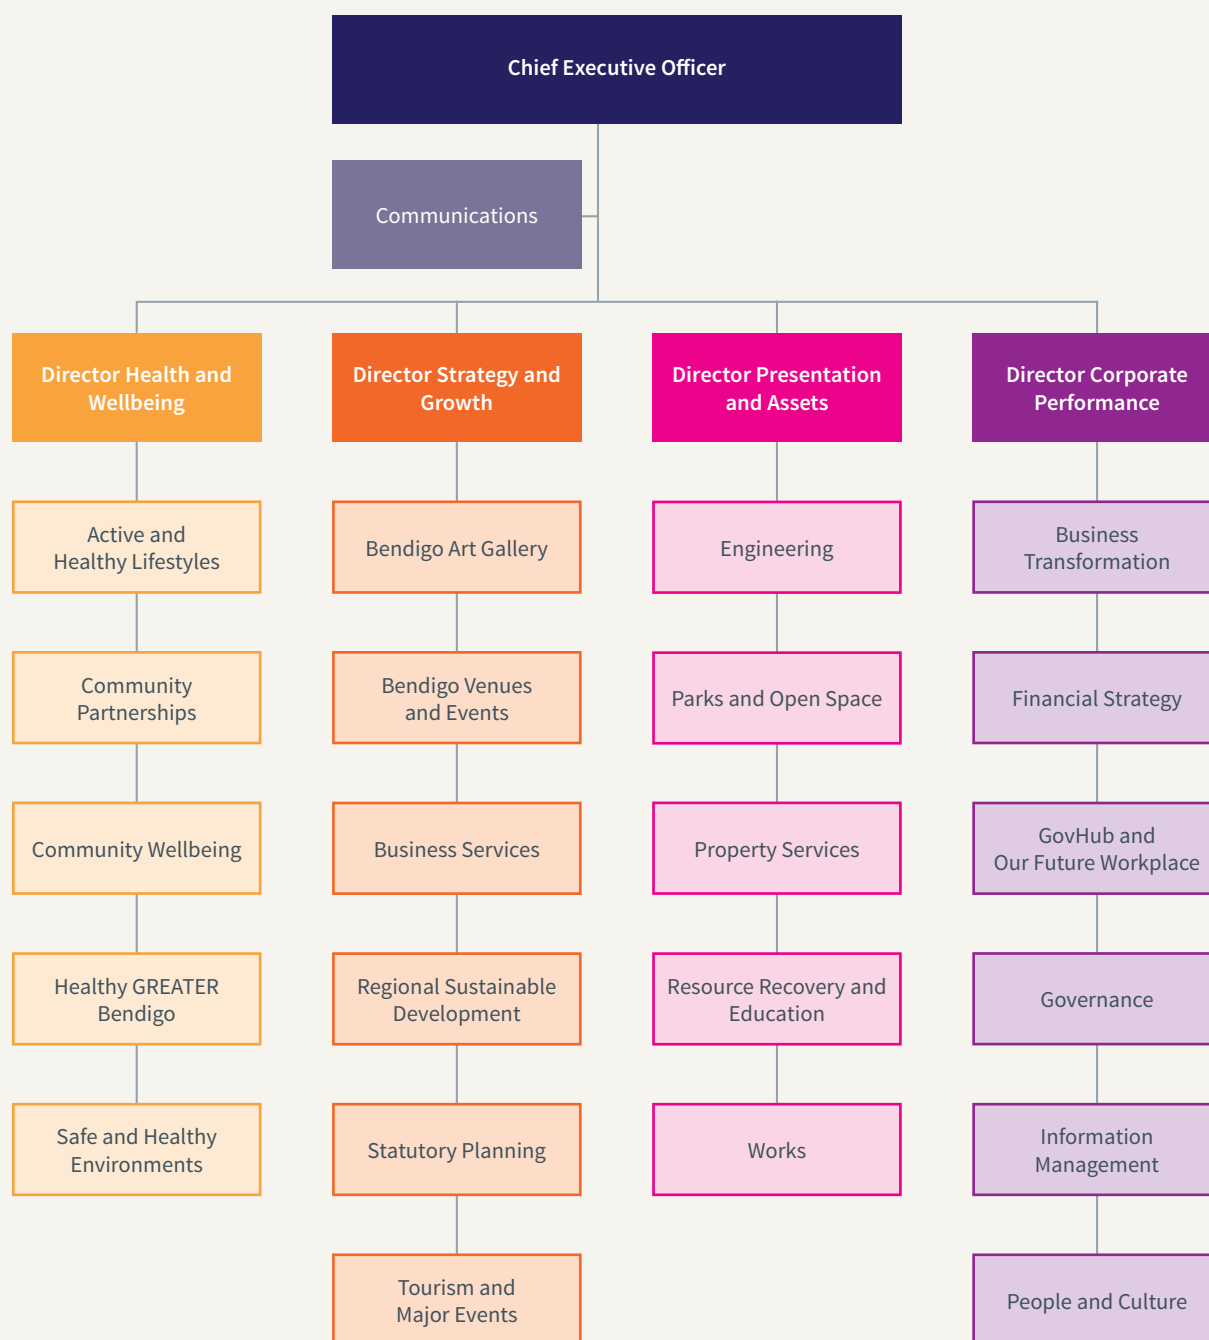 Chief Executive Officer
Communications
Director Health and
Wellbeing
Active and
Healthy Lifestyles
Community
Partnerships
Community Wellbeing
Healthy GREATER
Bendigo
Safe and Healthy
Environments
Director Strategy and
Growth
Bendigo Art Gallery
Bendigo Venues
and Events
Business Services
Regional Sustainable
Development
Statutory Planning
Tourism and
Major Events
Director Presentation
and Assets
Engineering
Parks and Open Space
Property Services
Resource Recovery and
Education
Works
Director Corporate
Performance
Business
Transformation
Financial Strategy
GovHub and
Our Future Workplace
Governance
Information
Management
People and Culture